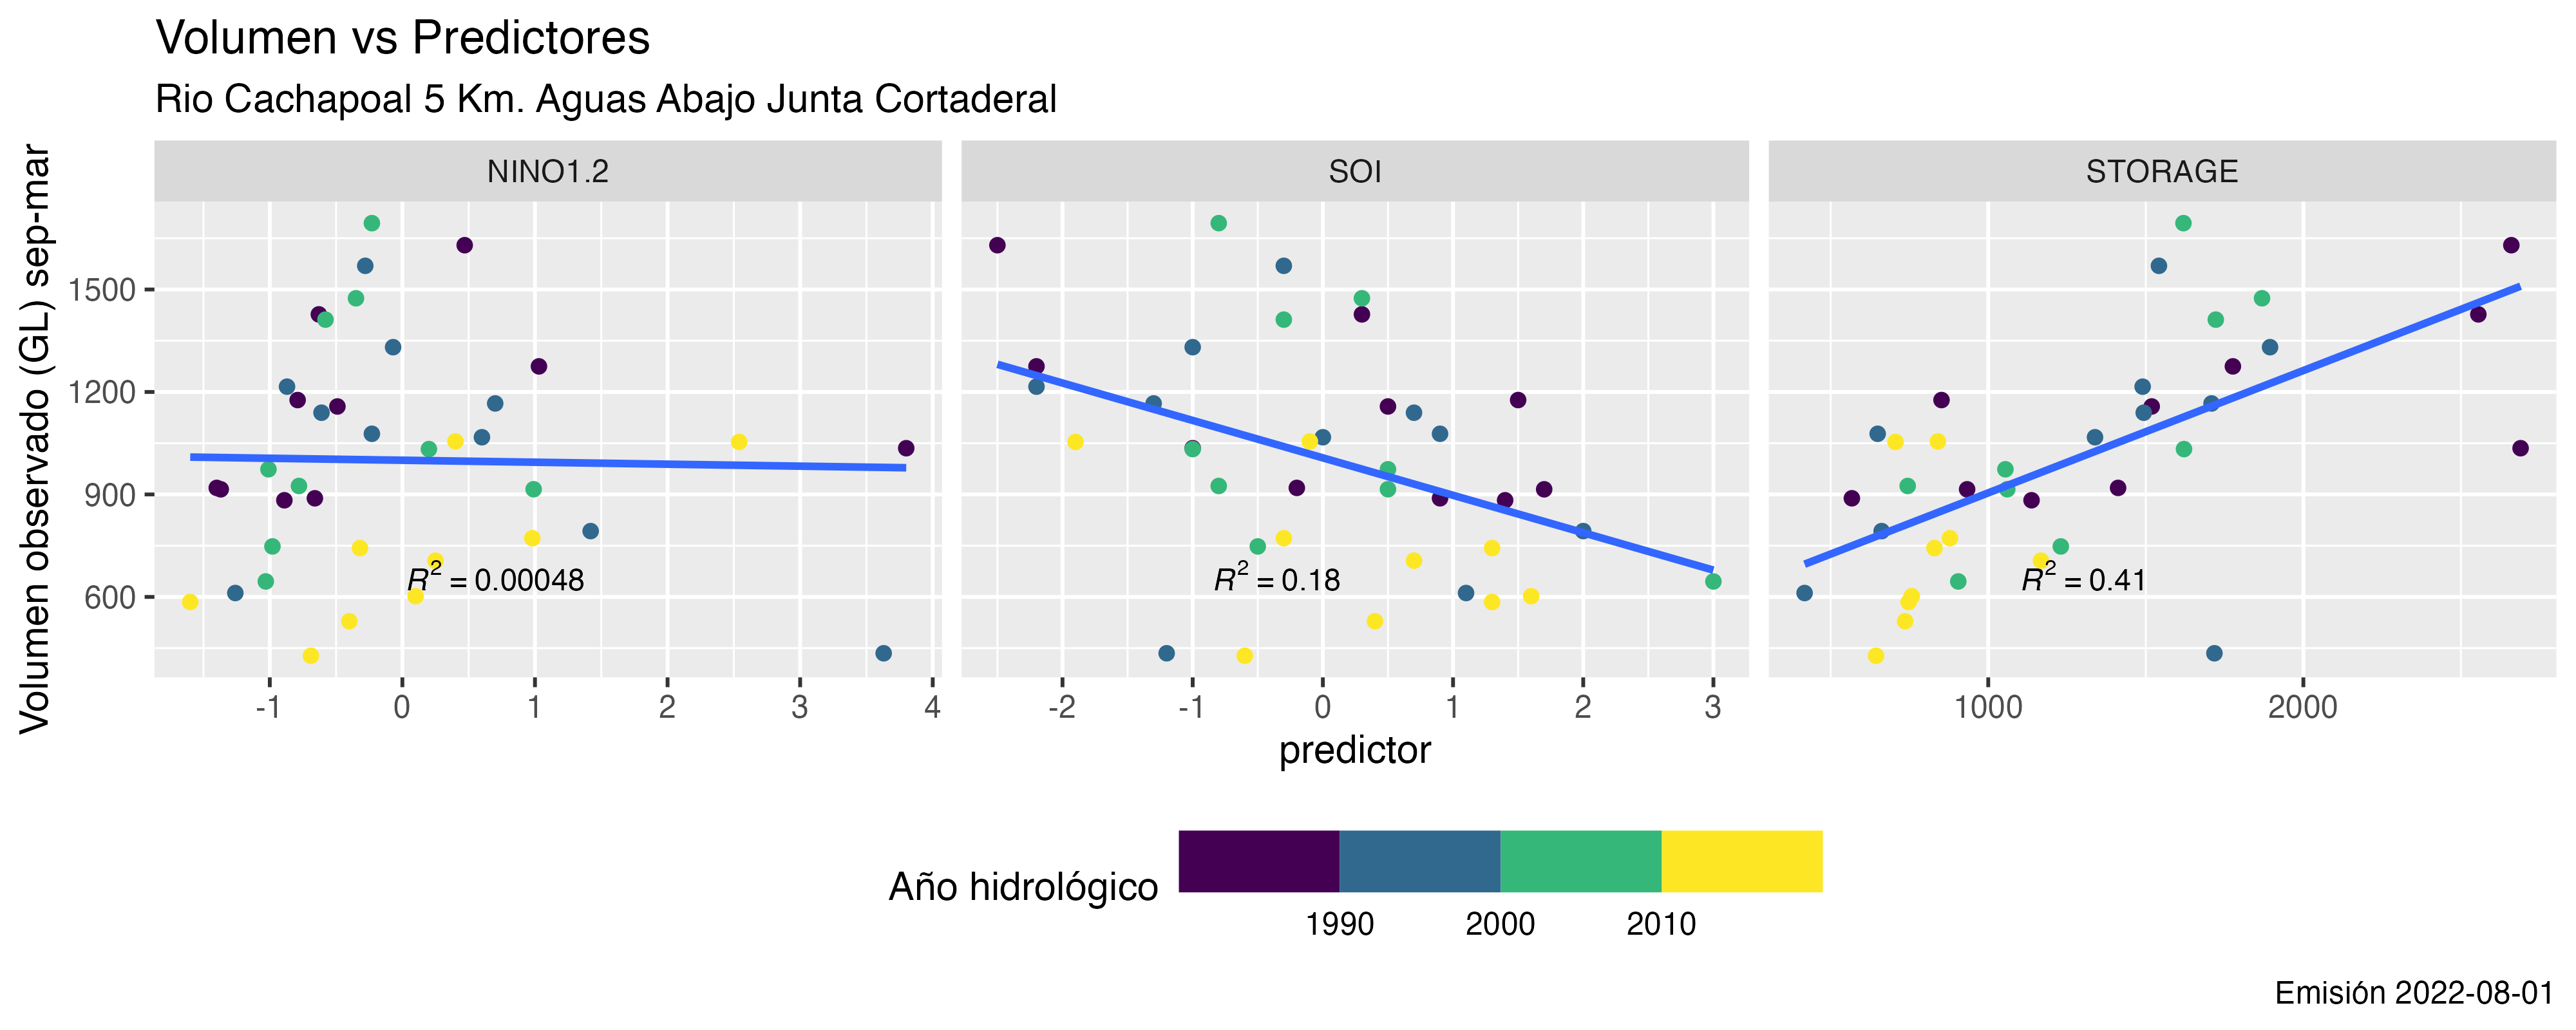 Volumen vs Predictores
Rio Cachapoal 5 Km. Aguas Abajo Junta Cortaderal
NINO1.2
SOI
STORAGE
Volumen observado (GL) sep-mar
1500
1200
900
600
R² = 0.00048
R² = 0.18
R² = 0.41
-1 0 1 2 3 4
-2 -1 0 1 2 3
1000 2000
predictor
Año hidrológico
1990 2000 2010
Emisión 2022-08-01